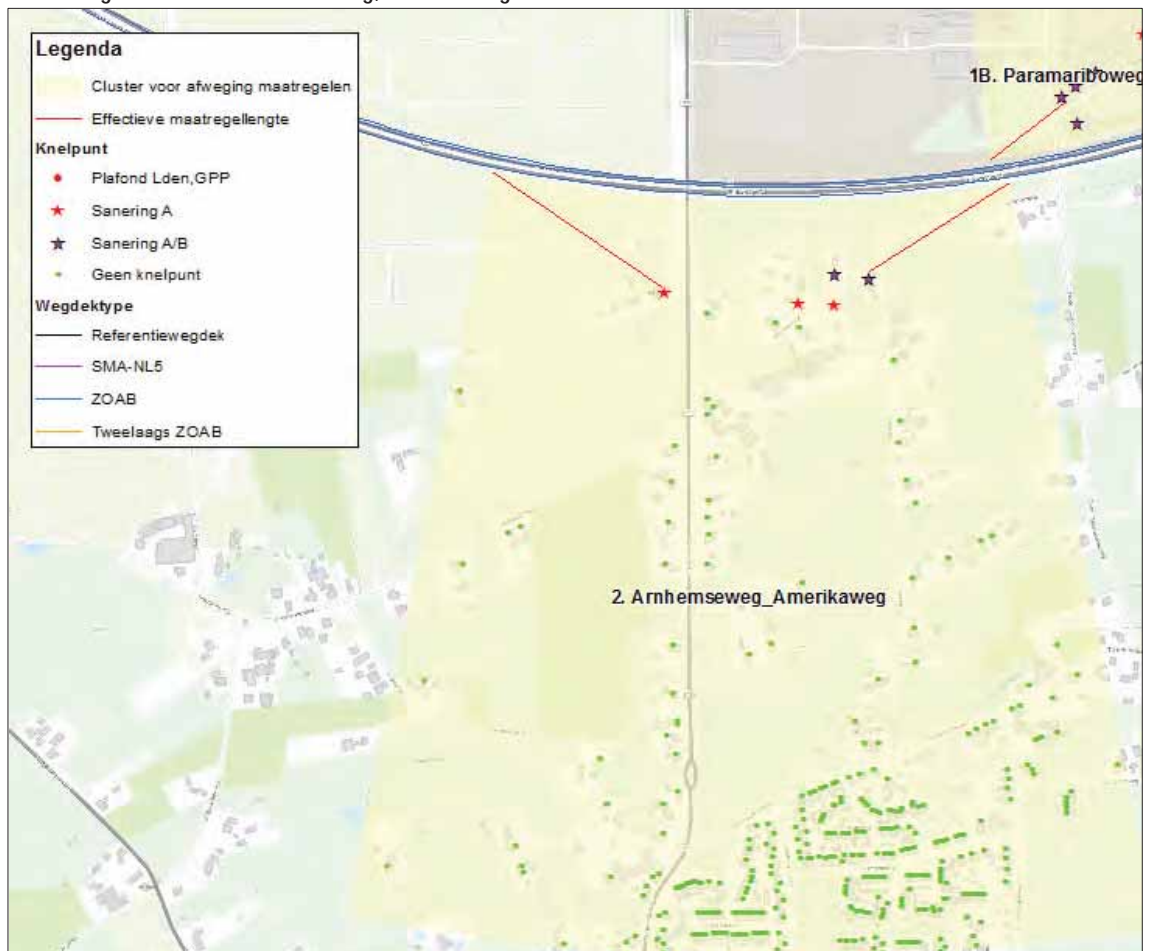 Legenda
Cluster voor afweging maatregelen
Effectieve maatregellengte
Knelpunt
Plafond Lden,GPP
Sanering A
Sanering A/B
Geen knelpunt
Wegdektype
Referentiewegdek
SMA-NL5
ZOAB
Tweelaags ZOAB
1B. Paramariboweg
2. Arnhemseweg_Amerikaweg